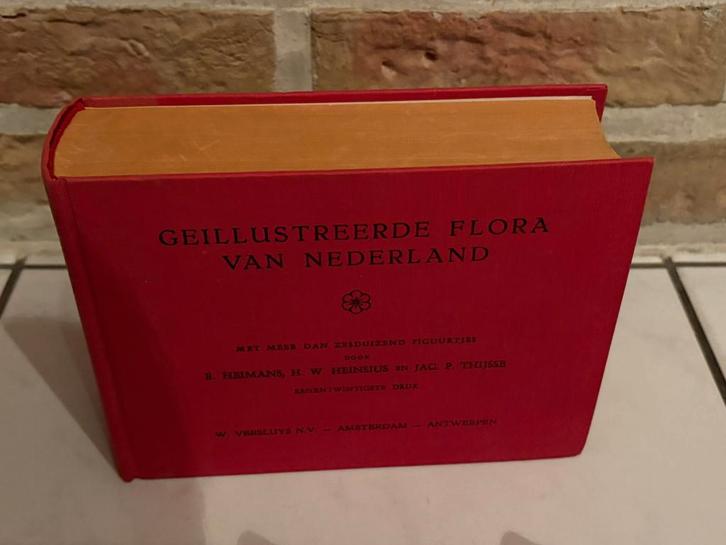 GEILLUSTREERDE FLORA
VAN NEDERLAND
MET MEER DAN ZESDUIZEND FIGUURTJES
DOOR
E. HEIMANS, H. W. HEINSIUS EN JAC. P. THIJSSE
EENENTWINTIGSTE DRUK
W. VERSLUYS N.V. — AMSTERDAM — ANTWERPEN